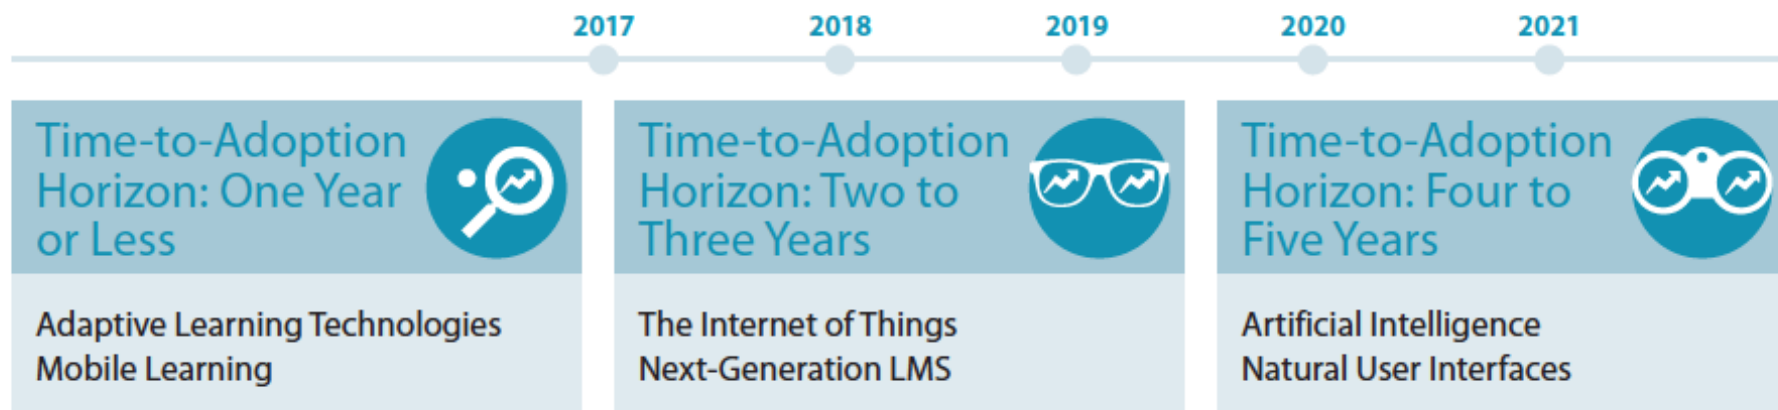 2017 2018 2019 2020 2021
Time-to-Adoption
Horizon: One Year
or Less
Adaptive Learning Technologies
Mobile Learning
Time-to-Adoption
Horizon: Two to
Three Years
The Internet of Things
Next-Generation LMS
Time-to-Adoption
Horizon: Four to
Five Years
Artificial Intelligence
Natural User Interfaces